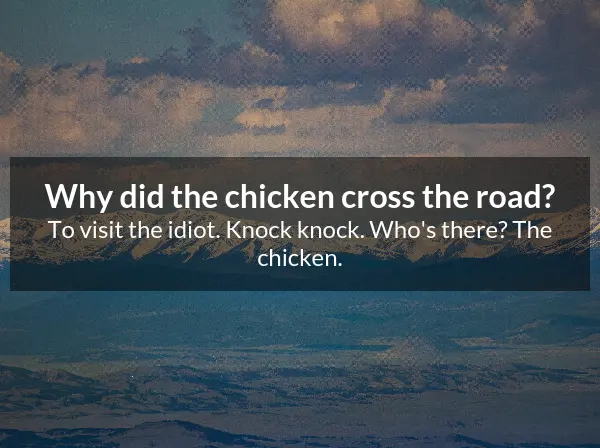 Why did the chicken cross the road?
To visit the idiot. Knock knock. Who's there? The
chicken.